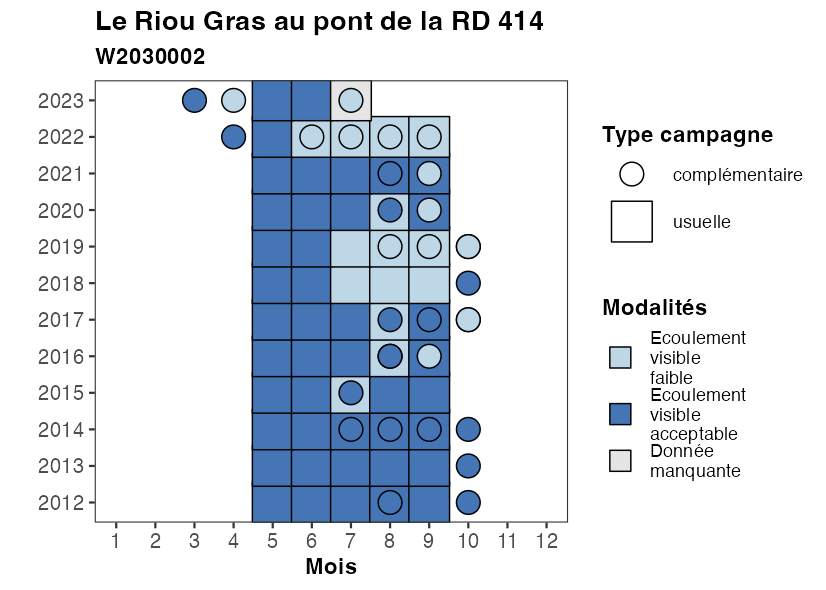 Le Riou Gras au pont de la RD 414
W2030002
2023
2022
2021
2020
2019
2018
2017
2016
2015
2014
2013
2012
1 2 3 4 5 6 7 8 9 10 11 12
Mois
Type campagne
complémentaire
usuelle
Modalités
Ecoulement
visible
faible
Ecoulement
visible
acceptable
Donnée
manquante